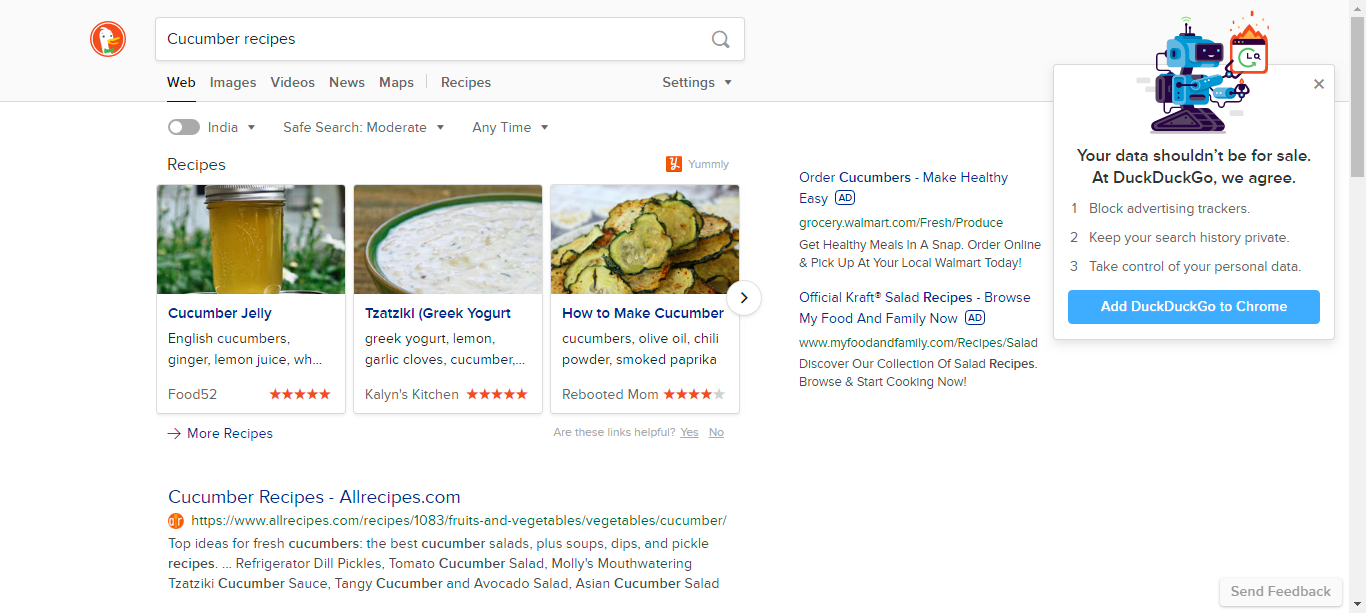 Cucumber recipes
Web Images Videos News Maps Recipes Settings
India Safe Search: Moderate Any Time
Recipes
Yummly
Cucumber Jelly
English cucumbers,
ginger, lemon juice, wh...
Food52
Tzatziki (Greek Yogurt
greek yogurt, lemon,
garlic cloves, cucumber,...
Kalyn's Kitchen
How to Make Cucumber
cucumbers, olive oil, chili
powder, smoked paprika
Rebooted Mom
More Recipes
Are these links helpful? Yes No
Cucumber Recipes - Allrecipes.com
https://www.allrecipes.com/recipes/1083/fruits-and-vegetables/vegetables/cucumber/
Top ideas for fresh cucumbers: the best cucumber salads, plus soups, dips, and pickle
recipes. ... Refrigerator Dill Pickles, Tomato Cucumber Salad, Molly's Mouthwatering
Tzatziki Cucumber Sauce, Tangy Cucumber and Avocado Salad, Asian Cucumber Salad
Order Cucumbers - Make Healthy
Easy AD
grocery.walmart.com/Fresh/Produce
Get Healthy Meals In A Snap. Order Online
& Pick Up At Your Local Walmart Today!
Official Kraft® Salad Recipes - Browse
My Food And Family Now AD
www.myfoodandfamily.com/Recipes/Salad
Discover Our Collection Of Salad Recipes.
Browse & Start Cooking Now!
Your data shouldn’t be for sale.
At DuckDuckGo, we agree.
1 Block advertising trackers.
2 Keep your search history private.
3 Take control of your personal data.
Add DuckDuckGo to Chrome
Send Feedback